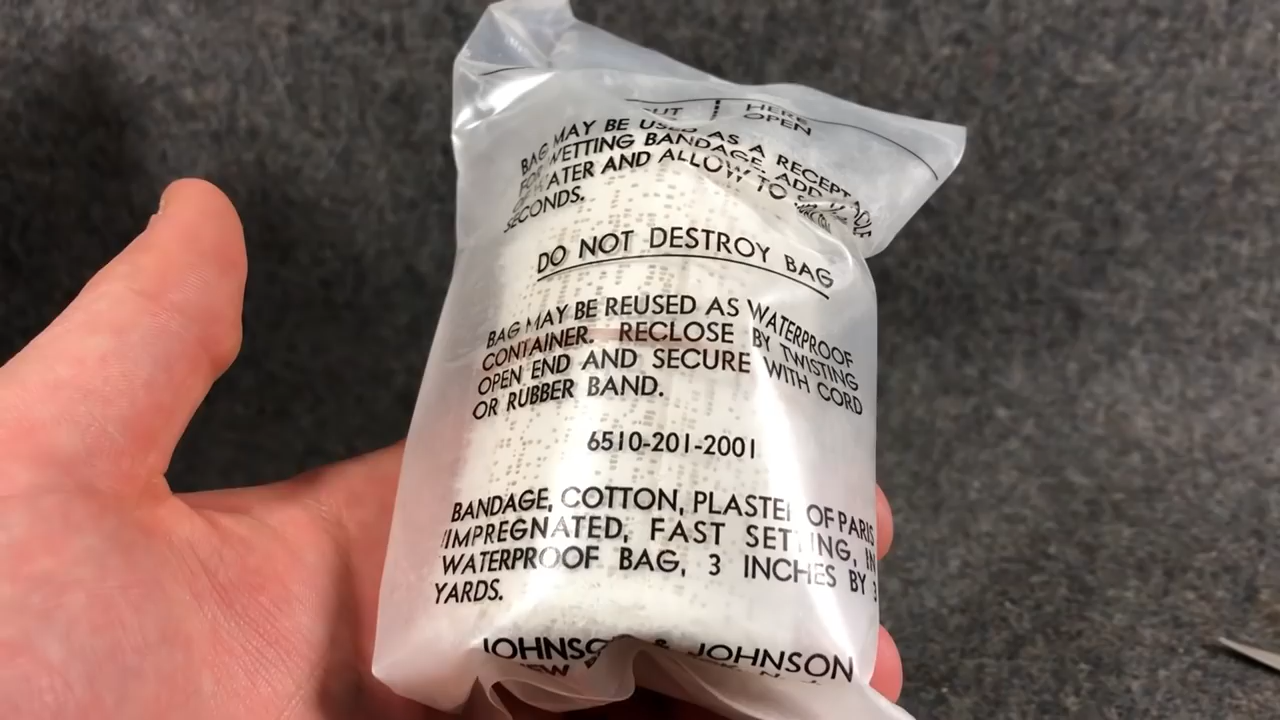 CUT HERE
OPEN
BAG MAY BE USED AS A RECEPTACLE
FOR WETTING BANDAGE. ADD
WATER AND ALLOW TO
SECONDS.
DO NOT DESTROY BAG
BAG MAY BE REUSED AS WATERPROOF
CONTAINER. RECLOSE BY TWISTING
OPEN END AND SECURE WITH CORD
OR RUBBER BAND.
6510-201-2001
BANDAGE, COTTON, PLASTER OF PARIS
IMPREGNATED, FAST SETTING, IN
WATERPROOF BAG, 3 INCHES BY 3
YARDS.
JOHNSON & JOHNSON